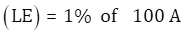 (LE) = 1% of 100 A